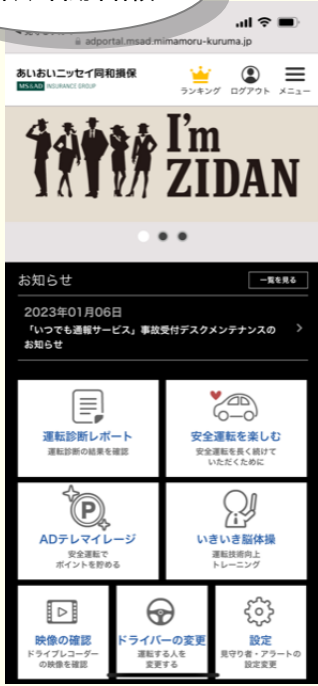 adportal.msad.mimamoru-kuruma.jp
あいおいニッセイ同和損保
MS&AD INSURANCE GROUP
ランキング ログアウト メニュー
I'm
ZIDAN
お知らせ
一覧を見る
2023年01月06日
「いつでも通報サービス」事故受付デスクメンテナンスの
お知らせ
運転診断レポート
運転診断の結果を確認
安全運転を楽しむ
安全運転を長く続けて
いただくために
P
ADテレマイレージ
安全運転で
ポイントを貯める
いきいき脳体操
運転技術向上
トレーニング
映像の確認
ドライブレコーダー
の映像を確認
ドライバーの変更
運転する人を
変更する
設定
見守り者・アラートの
設定変更